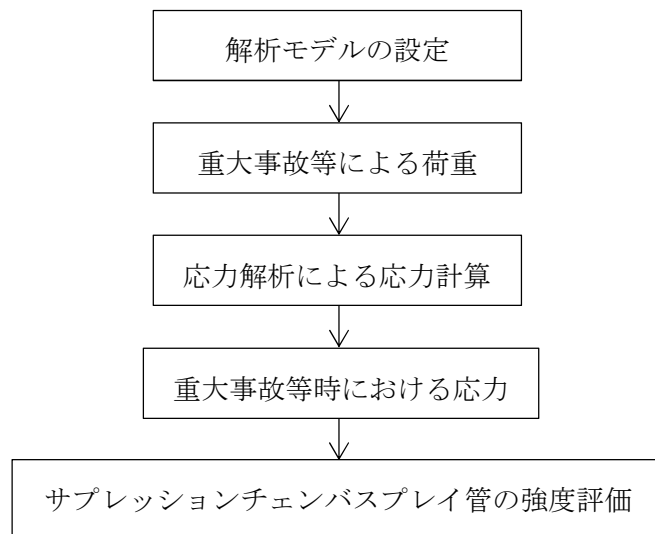 解析モデルの設定
重大事故等による荷重
応力解析による応力計算
重大事故等時における応力
サプレッションチェンバスプレイ管の強度評価